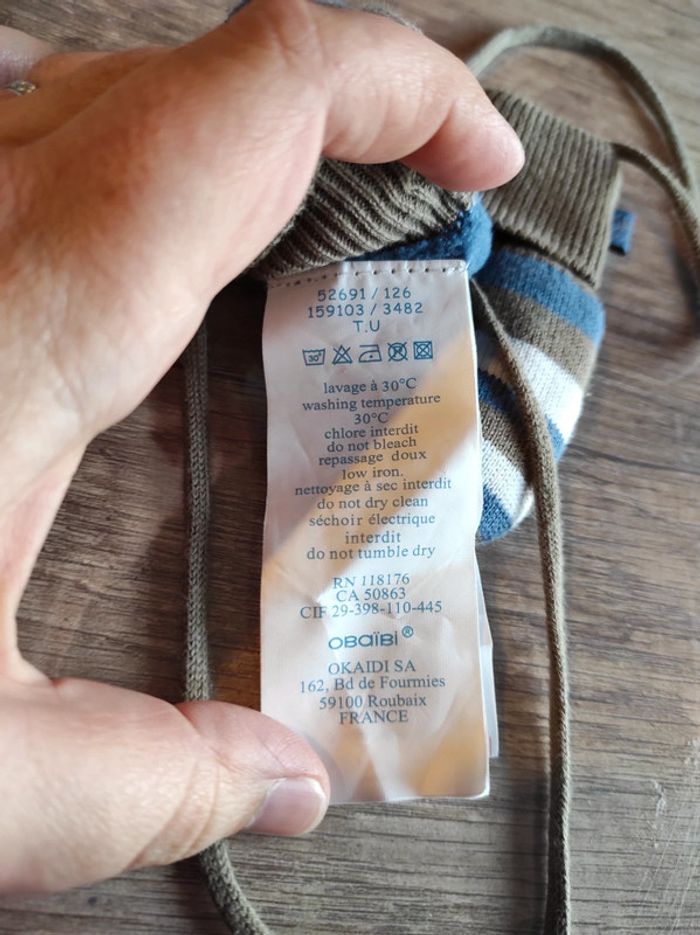 52691 / 126
159103 / 3482
T.U
30°
lavage à 30°C
washing temperature
30°C
chlore interdit
do not bleach
repassage doux
low iron.
nettoyage à sec interdit
do not dry clean
séchoir électrique
interdit
do not tumble dry
RN 118176
CA 50863
CIF 29-398-110-445
OBAïBi®
OKAIDI SA
162, Bd de Fourmies
59100 Roubaix
FRANCE